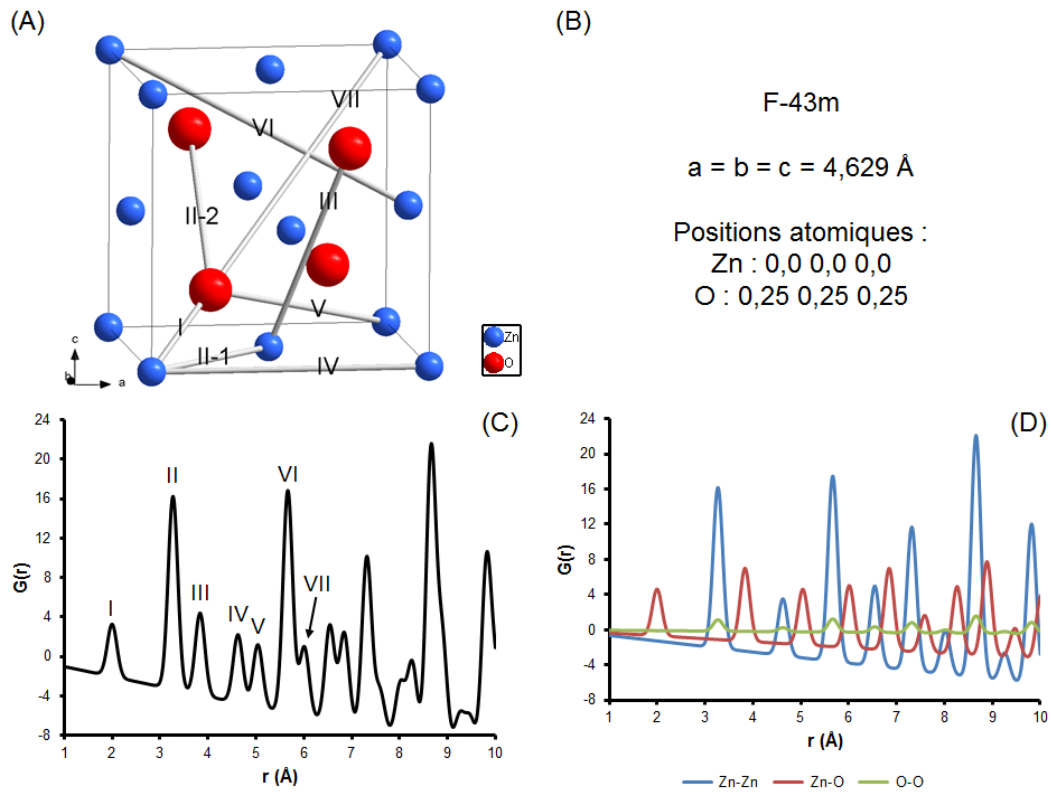 (A)
VII
VI
III
II-2
V
I
II-1
IV
c
b
a
Zn
O
(B)
F-43m
a = b = c = 4,629 Å
Positions atomiques :
Zn : 0,0 0,0 0,0
O : 0,25 0,25 0,25
(C)
24
20
16
12
8
4
0
-4
-8
G(r)
I
II
III
IV
V
VI
VII
1 2 3 4 5 6 7 8 9 10
r (Å)
(D)
24
20
16
12
8
4
0
-4
-8
G(r)
1 2 3 4 5 6 7 8 9 10
r (Å)
Zn-Zn Zn-O O-O